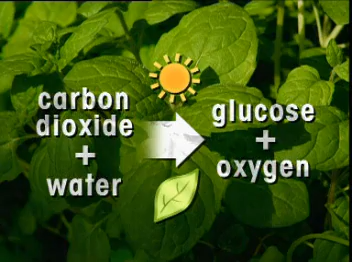 carbon
dioxide
+
water
glucose
+
oxygen